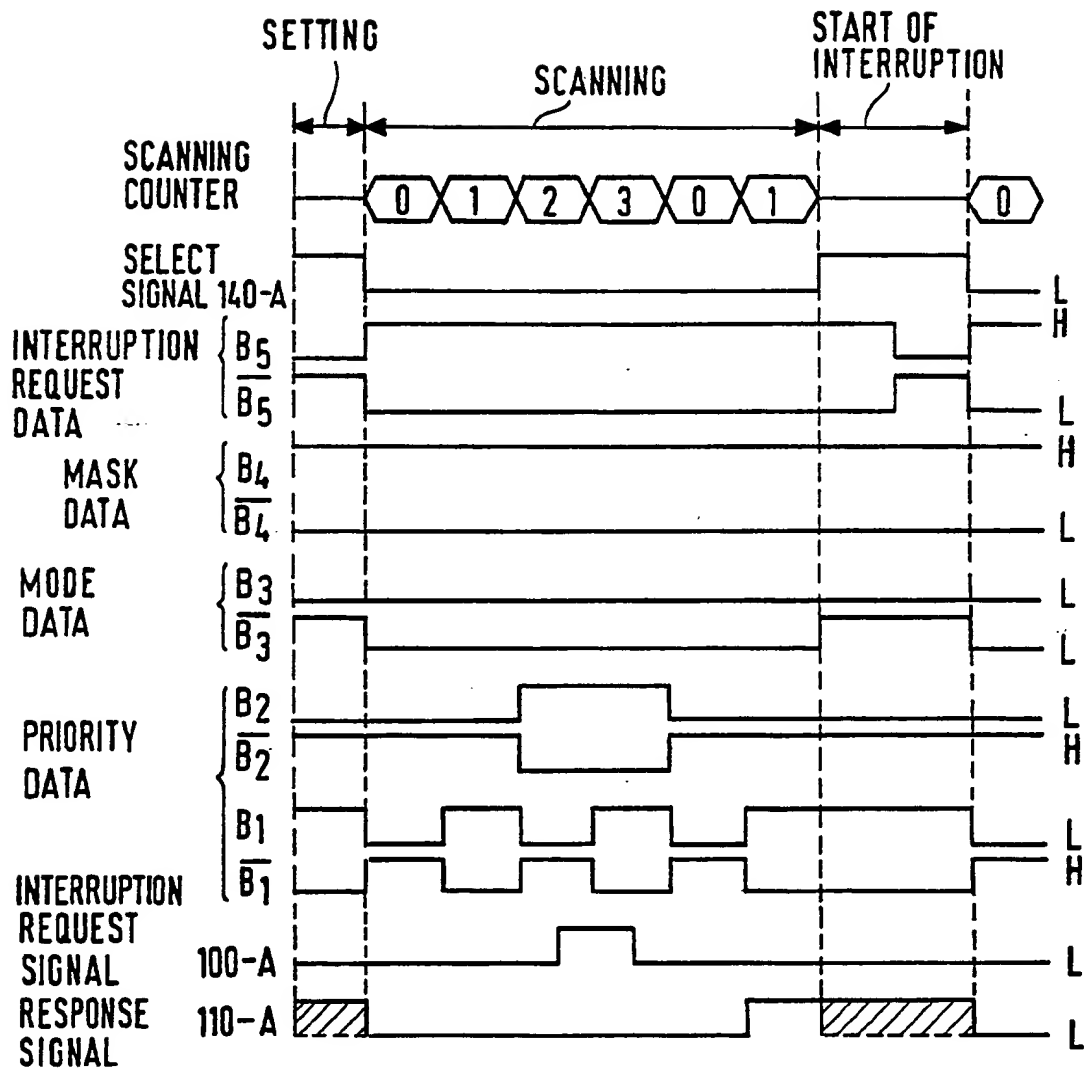 SETTING
START OF
INTERRUPTION
SCANNING
SCANNING
COUNTER
0 1 2 3 0 1 0
SELECT
SIGNAL 140-A
L
INTERRUPTION
REQUEST
DATA
B5
H
B̅5
L
MASK
DATA
B4
H
B̅4
L
MODE
DATA
B3
L
B̅3
L
PRIORITY
DATA
B2
L
B̅2
H
B1
L
B̅1
H
INTERRUPTION
REQUEST
SIGNAL 100-A
L
RESPONSE
SIGNAL
110-A
L